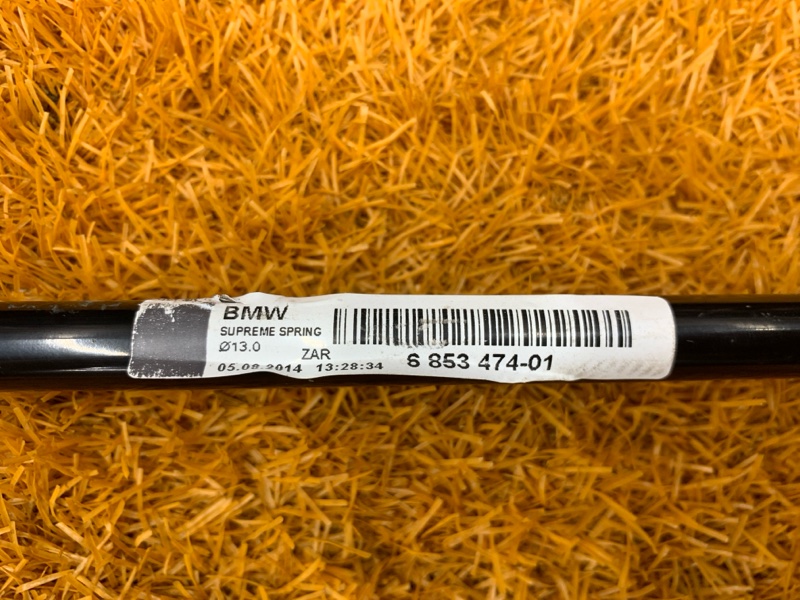 BMW
SUPREME SPRING
Ø13.0
ZAR
05.08.2014 13:28:34
6 853 474-01